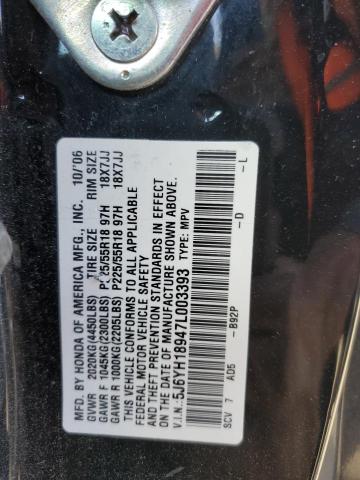 MFD. BY HONDA OF AMERICA MFG., INC. 10/'06
GVWR 2020KG(4450LBS) TIRE SIZE RIM SIZE
GAWR F 1045KG(2300LBS) P225/55R18 97H 18X7JJ
GAWR R 1000KG(2205LBS) P225/55R18 97H 18X7JJ
THIS VEHICLE CONFORMS TO ALL APPLICABLE
FEDERAL MOTOR VEHICLE SAFETY
AND THEFT PREVENTION STANDARDS IN EFFECT
ON THE DATE OF MANUFACTURE SHOWN ABOVE.
V.I.N.:5J6YH18947L003393 TYPE: MPV
-B92P -D -L
SCV 7 AD5